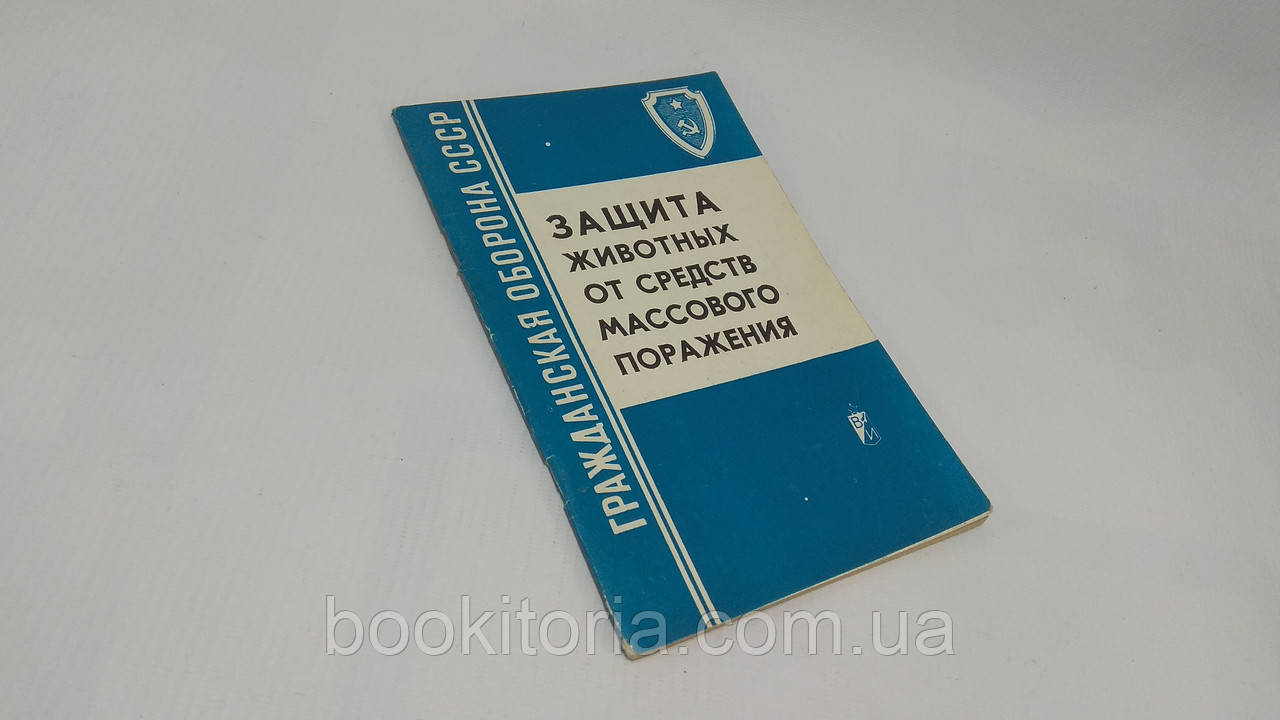 ГРАЖДАНСКАЯ ОБОРОНА СССР
ЗАЩИТА
ЖИВОТНЫХ
ОТ СРЕДСТВ
МАССОВОГО
ПОРАЖЕНИЯ
В И
bookitoria.com.ua